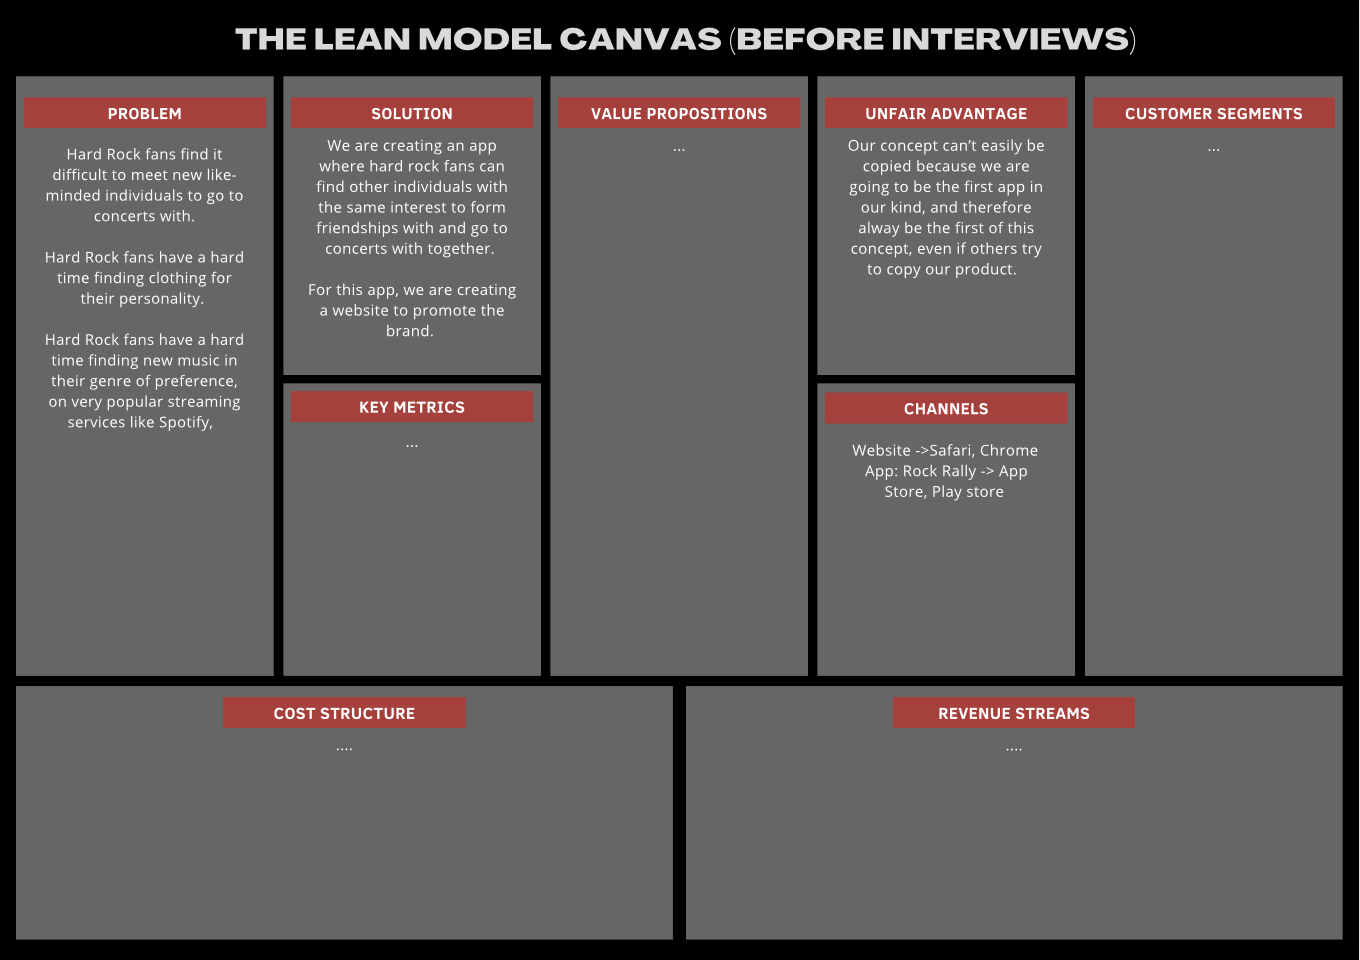 THE LEAN MODEL CANVAS (BEFORE INTERVIEWS)
PROBLEM
Hard Rock fans find it
difficult to meet new like-
minded individuals to go to
concerts with.
Hard Rock fans have a hard
time finding clothing for
their personality.
Hard Rock fans have a hard
time finding new music in
their genre of preference,
on very popular streaming
services like Spotify,
SOLUTION
We are creating an app
where hard rock fans can
find other individuals with
the same interest to form
friendships with and go to
concerts with together.
For this app, we are creating
a website to promote the
brand.
KEY METRICS
...
VALUE PROPOSITIONS
...
UNFAIR ADVANTAGE
Our concept can’t easily be
copied because we are
going to be the first app in
our kind, and therefore
alway be the first of this
concept, even if others try
to copy our product.
CHANNELS
Website ->Safari, Chrome
App: Rock Rally -> App
Store, Play store
CUSTOMER SEGMENTS
...
COST STRUCTURE
....
REVENUE STREAMS
....